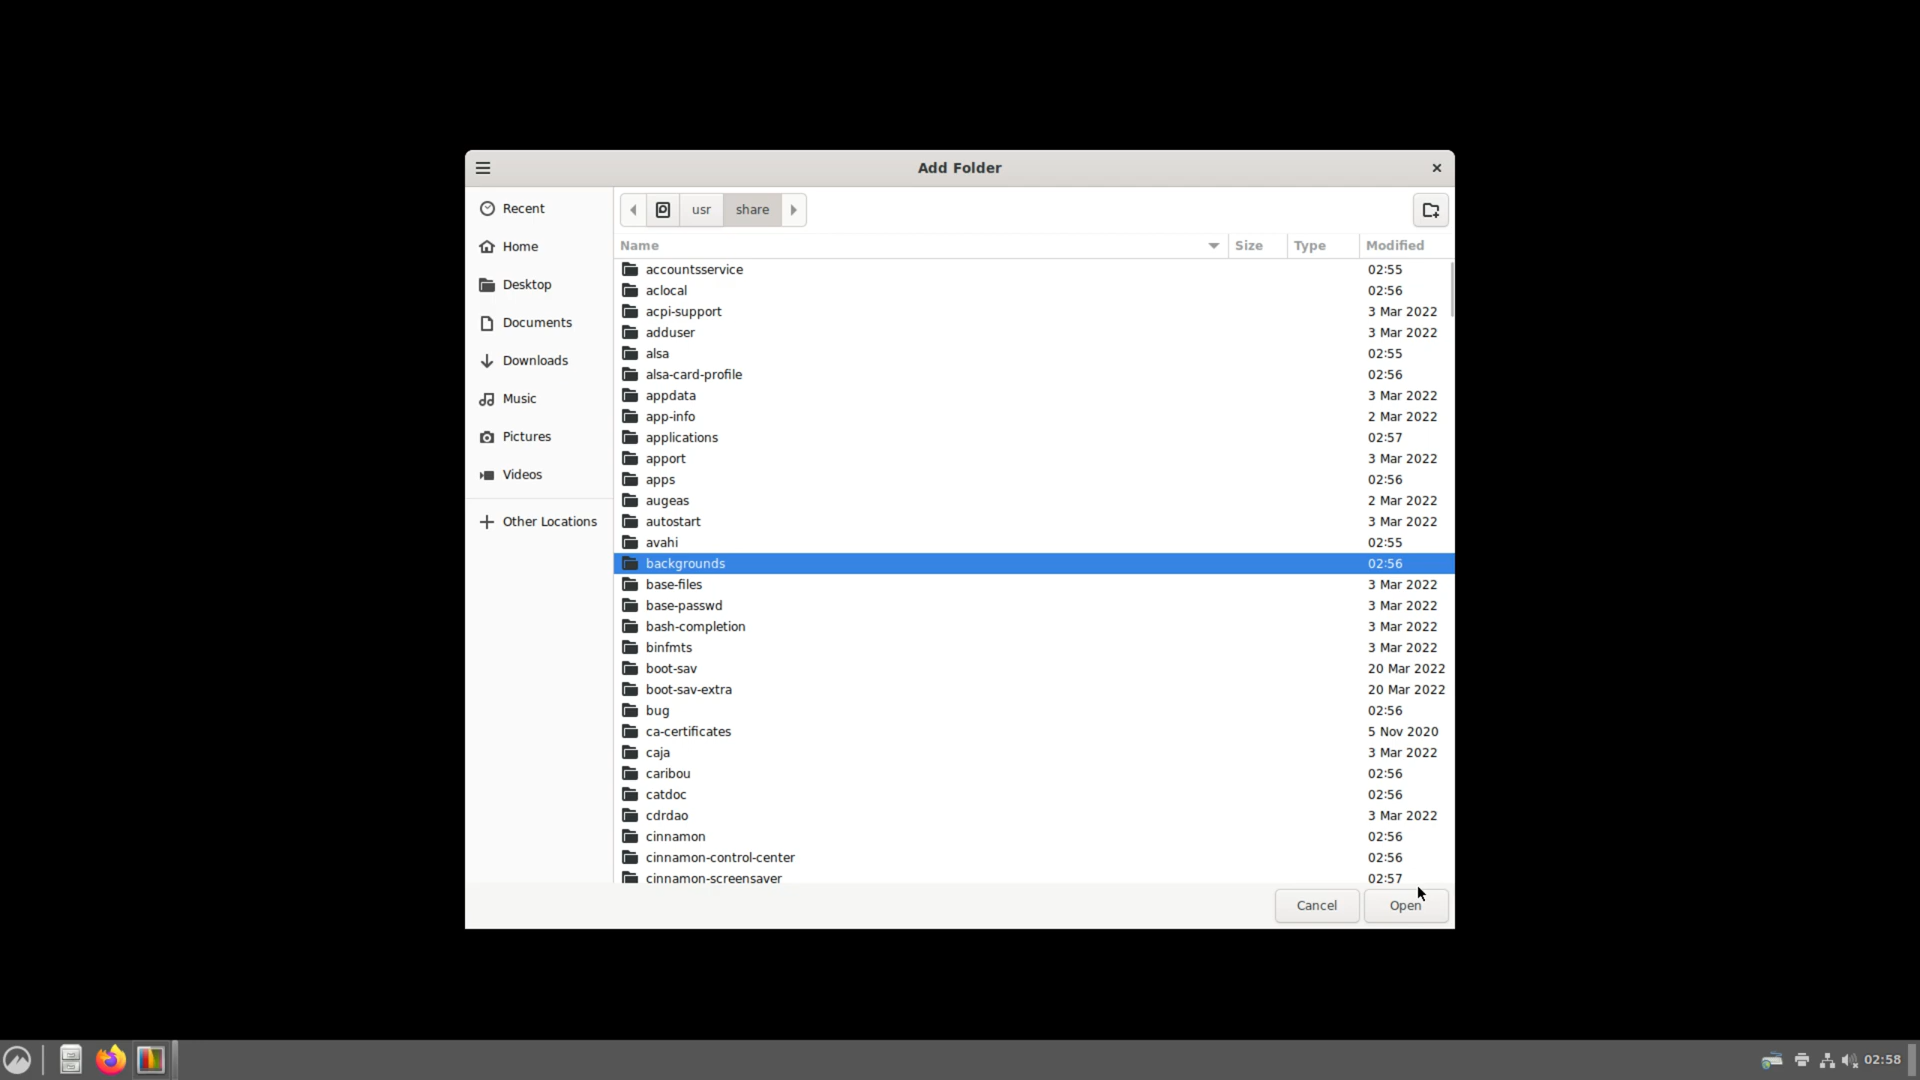 Add Folder
Recent
Home
Desktop
Documents
Downloads
Music
Pictures
Videos
Other Locations
usr share
Name Size Type Modified
accountsservice 02:55
aclocal 02:56
acpi-support 3 Mar 2022
adduser 3 Mar 2022
alsa 02:55
alsa-card-profile 02:56
appdata 3 Mar 2022
app-info 2 Mar 2022
applications 02:57
apport 3 Mar 2022
apps 02:56
augeas 2 Mar 2022
autostart 3 Mar 2022
avahi 02:55
backgrounds 02:56
base-files 3 Mar 2022
base-passwd 3 Mar 2022
bash-completion 3 Mar 2022
binfmts 3 Mar 2022
boot-sav 20 Mar 2022
boot-sav-extra 20 Mar 2022
bug 02:56
ca-certificates 5 Nov 2020
caja 3 Mar 2022
caribou 02:56
catdoc 02:56
cdrdao 3 Mar 2022
cinnamon 02:56
cinnamon-control-center 02:56
cinnamon-screensaver 02:57
Cancel Open
02:58